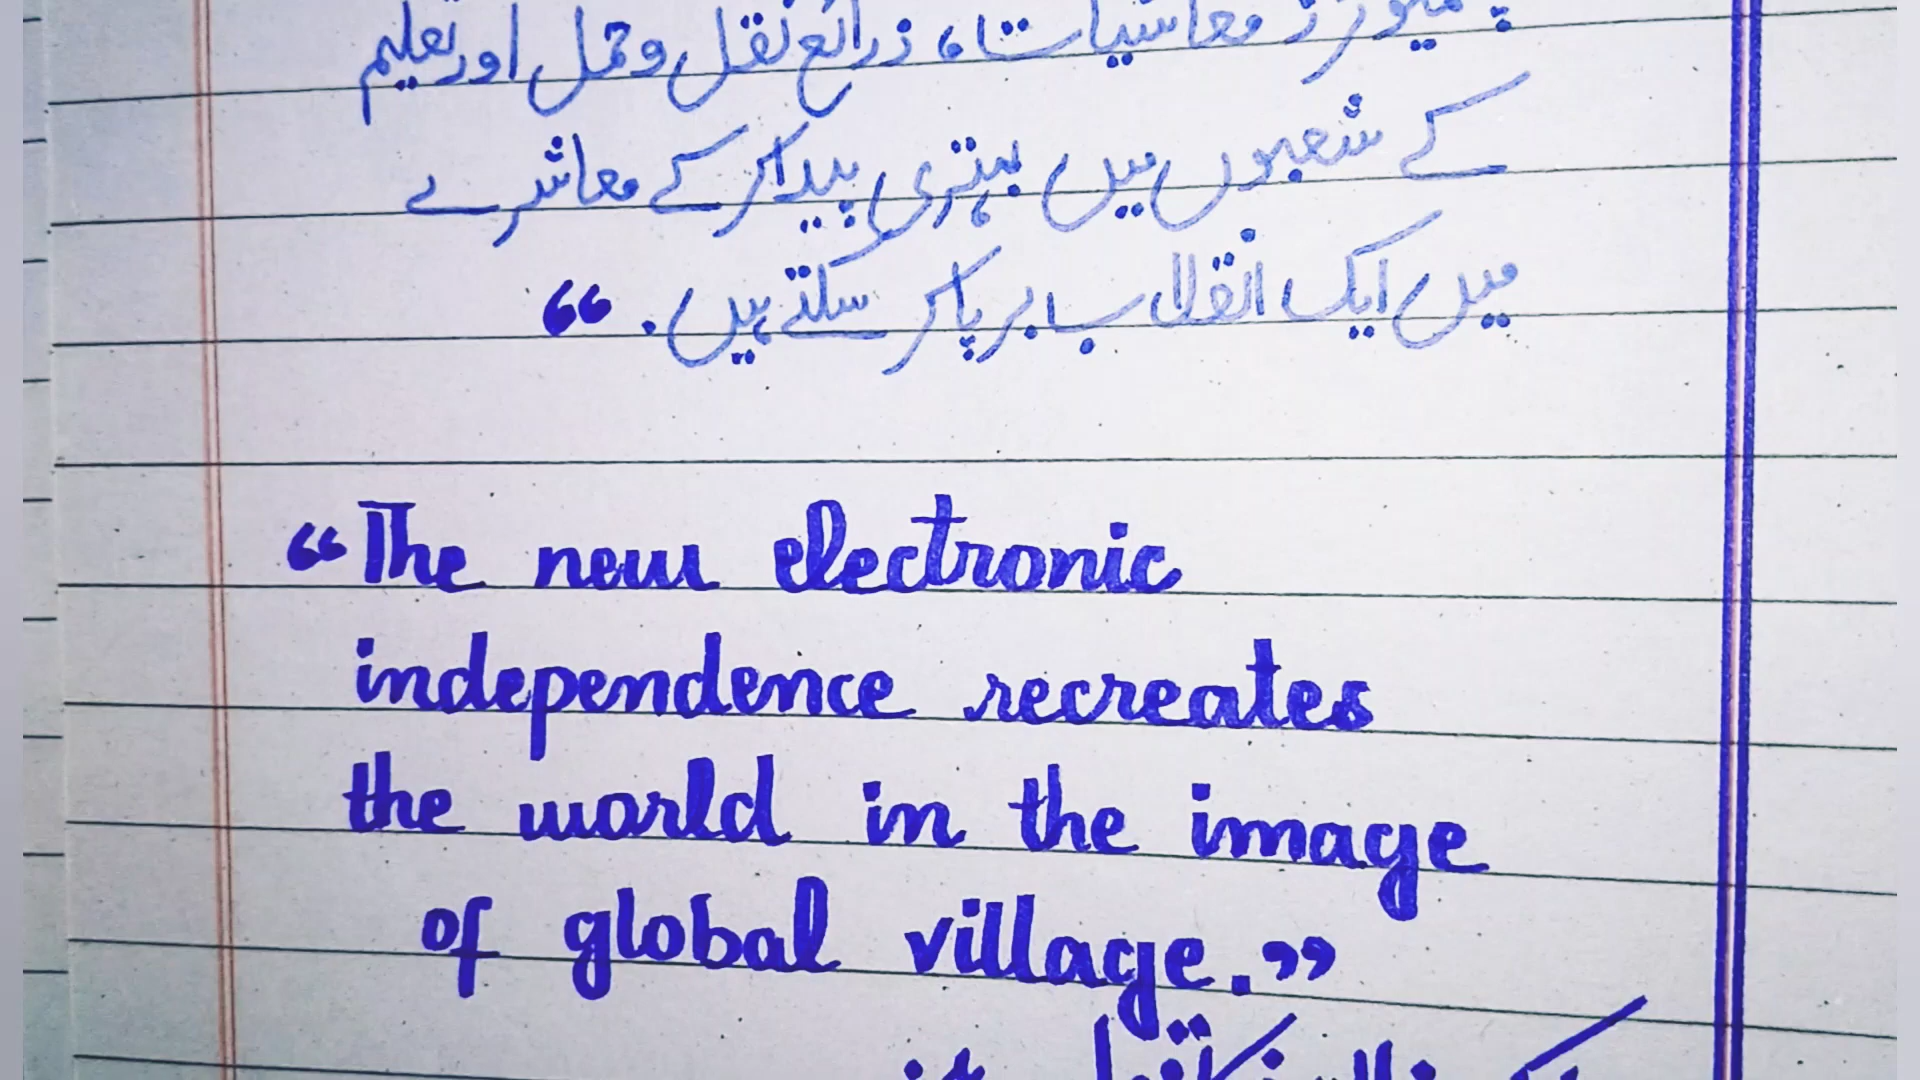 کمپیوٹرز معاشیات، ذرائع نقل و حمل اور تعلیم
کے شعبوں میں بہتری پیدا کر کے معاشرے
میں ایک انقلاب برپا کر سکتے ہیں. “
“The new electronic
independence recreates
the world in the image
of global village.”